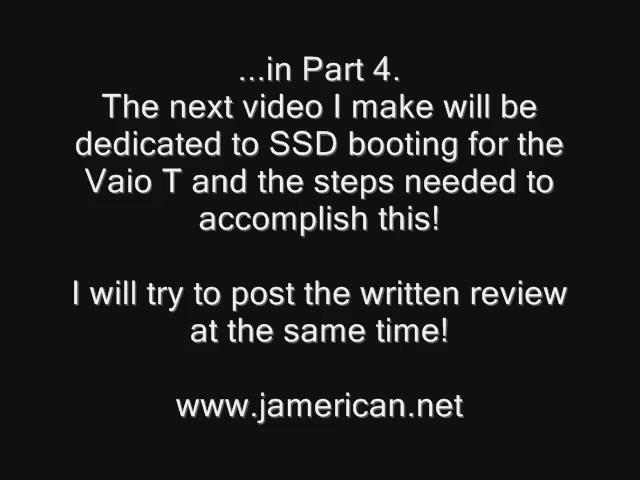 ...in Part 4.
The next video I make will be
dedicated to SSD booting for the
Vaio T and the steps needed to
accomplish this!
I will try to post the written review
at the same time!
www.jamerican.net